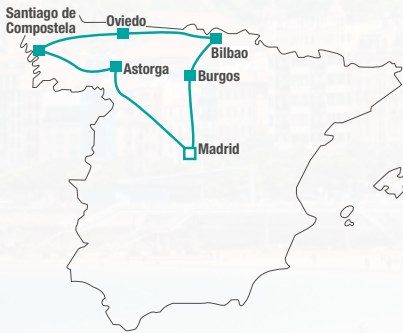 Santiago de
Compostela
Oviedo
Bilbao
Astorga
Burgos
Madrid